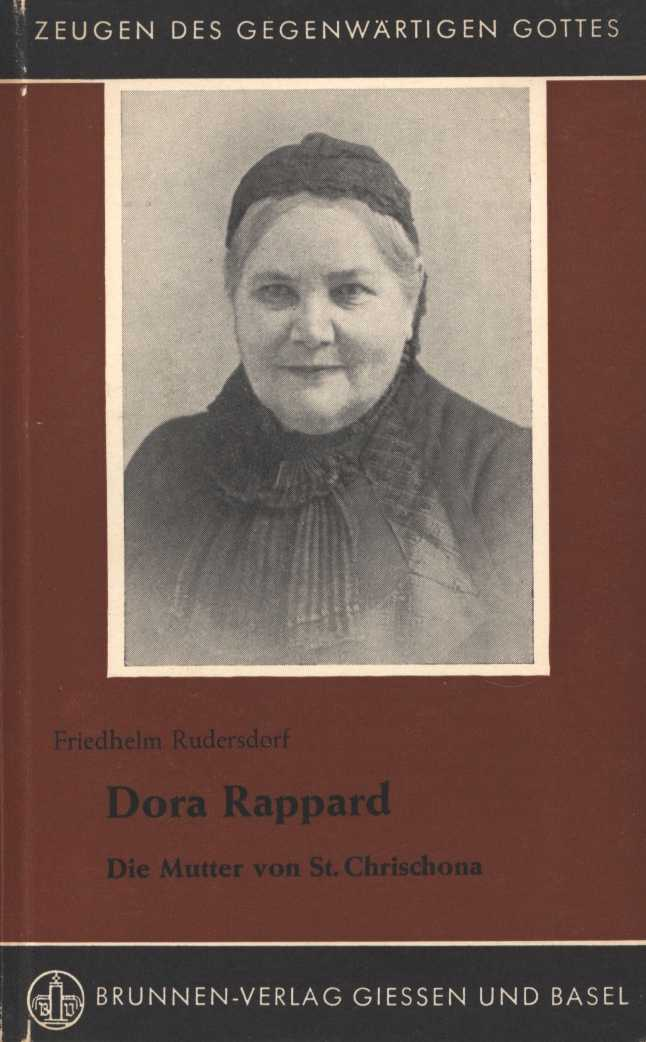 ZEUGEN DES GEGENWÄRTIGEN GOTTES
Friedhelm Rudersdorf
Dora Rappard
Die Mutter von St. Chrischona
BRUNNEN-VERLAG GIESSEN UND BASEL